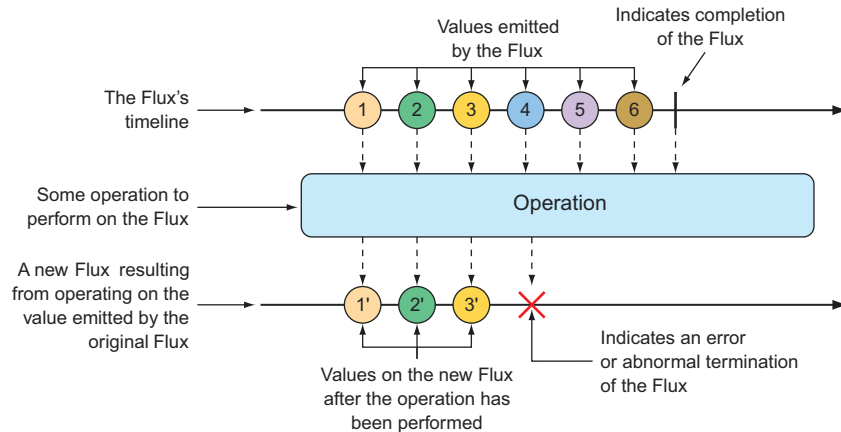 Indicates completion
of the Flux
Values emitted
by the Flux
The Flux's
timeline
1 2 3 4 5 6
Some operation to
perform on the Flux
Operation
A new Flux resulting
from operating on the
value emitted by the
original Flux
1' 2' 3'
Indicates an error
or abnormal termination
of the Flux
Values on the new Flux
after the operation has
been performed